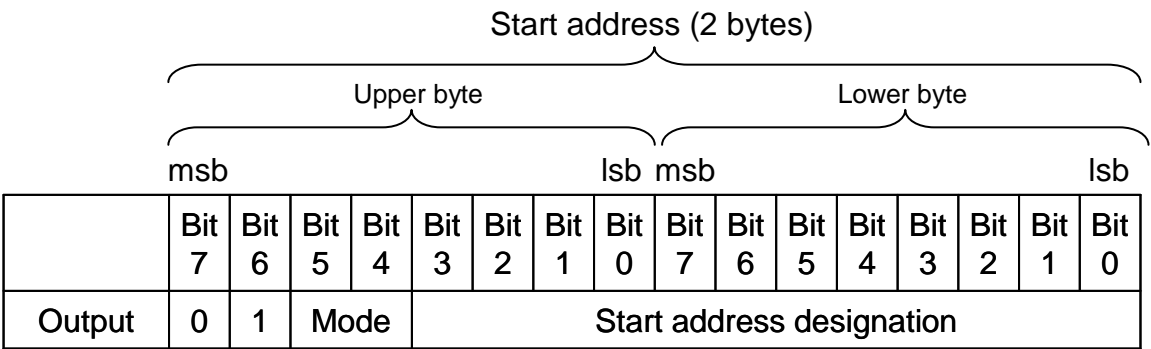 Start address (2 bytes)
Upper byte Lower byte
msb lsb msb lsb
Bit 7 Bit 6 Bit 5 Bit 4 Bit 3 Bit 2 Bit 1 Bit 0 Bit 7 Bit 6 Bit 5 Bit 4 Bit 3 Bit 2 Bit 1 Bit 0
Output 0 1 Mode Start address designation